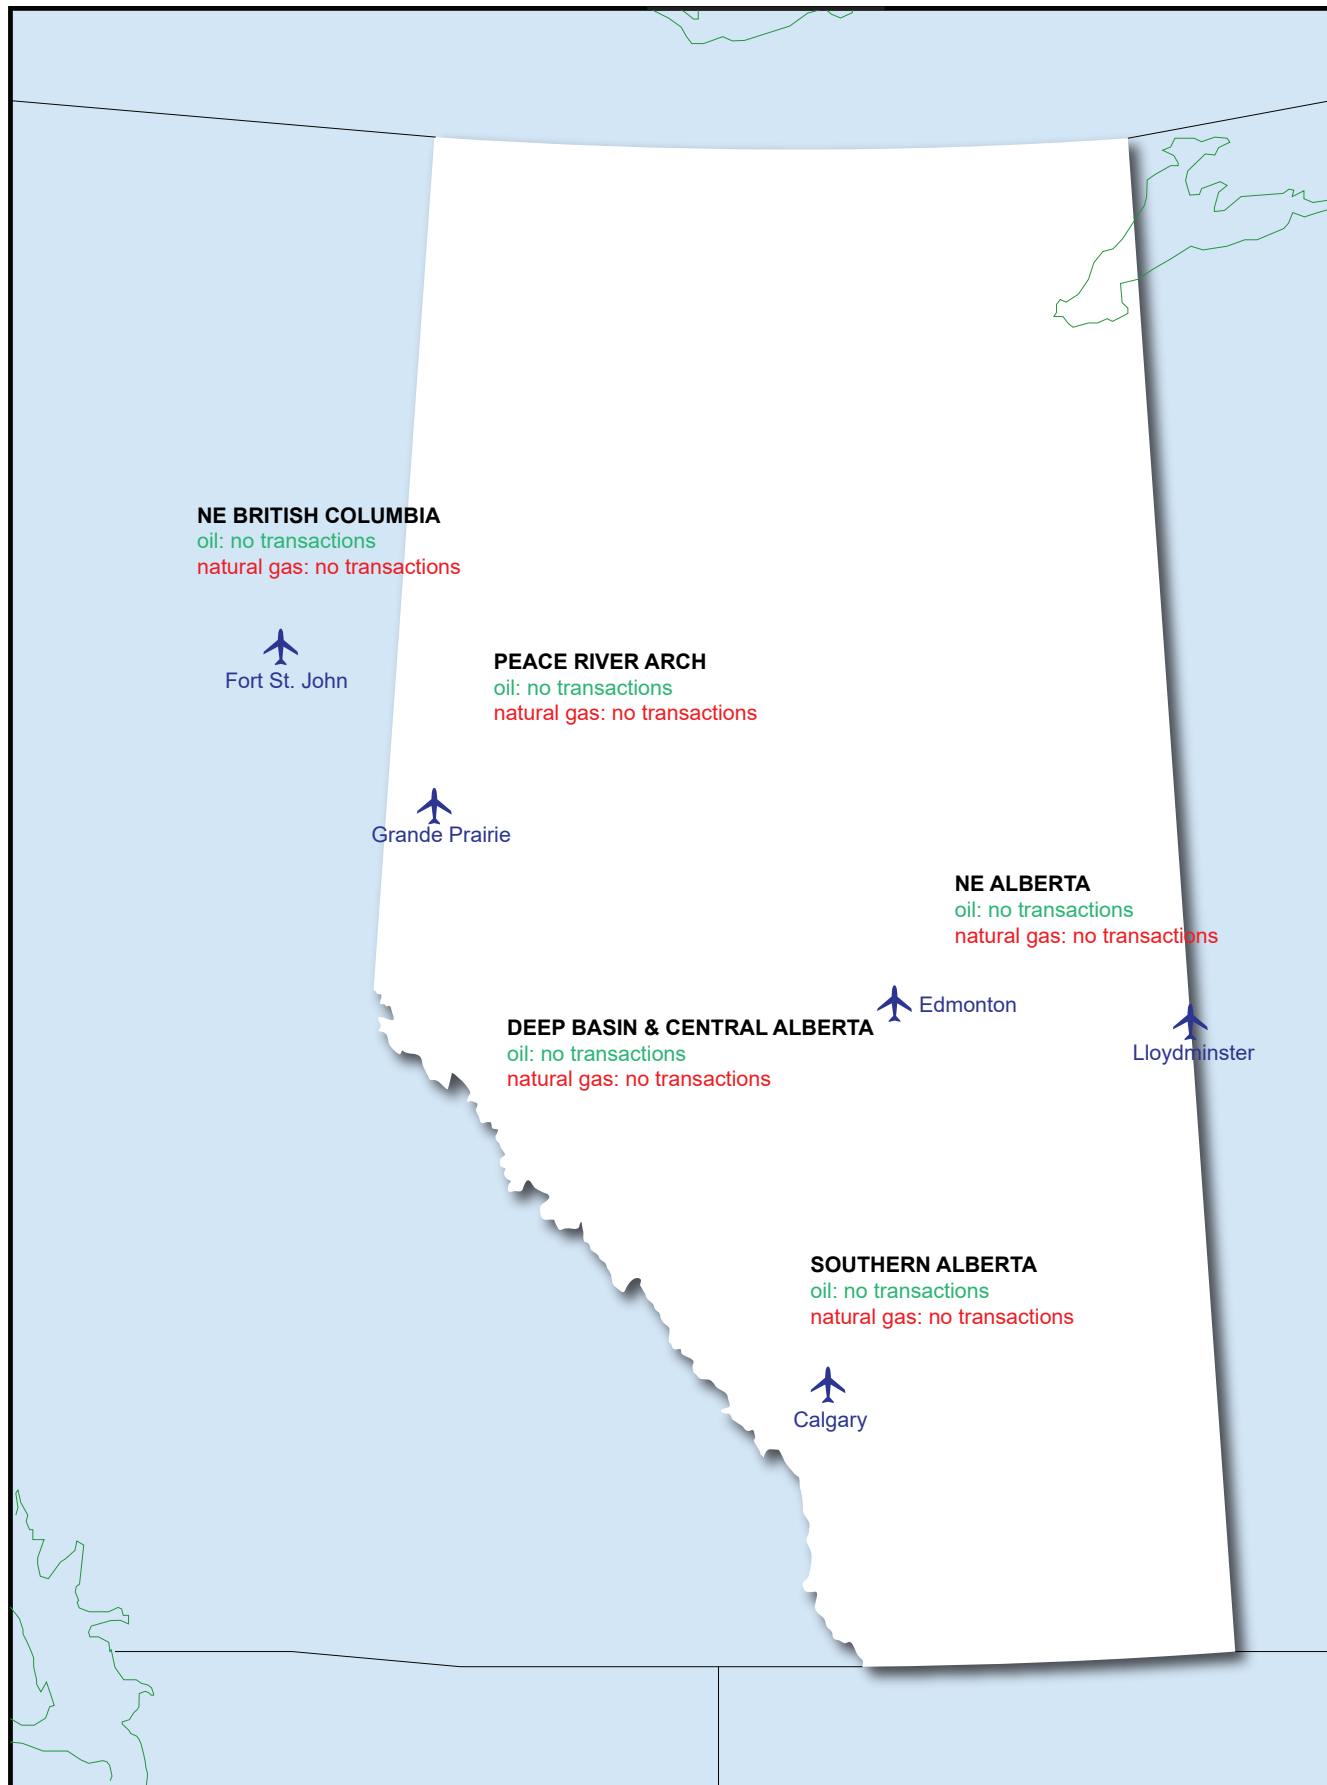 NE BRITISH COLUMBIA
oil: no transactions
natural gas: no transactions
Fort St. John
PEACE RIVER ARCH
oil: no transactions
natural gas: no transactions
Grande Prairie
NE ALBERTA
oil: no transactions
natural gas: no transactions
Edmonton
DEEP BASIN & CENTRAL ALBERTA
oil: no transactions
natural gas: no transactions
Lloydminster
SOUTHERN ALBERTA
oil: no transactions
natural gas: no transactions
Calgary